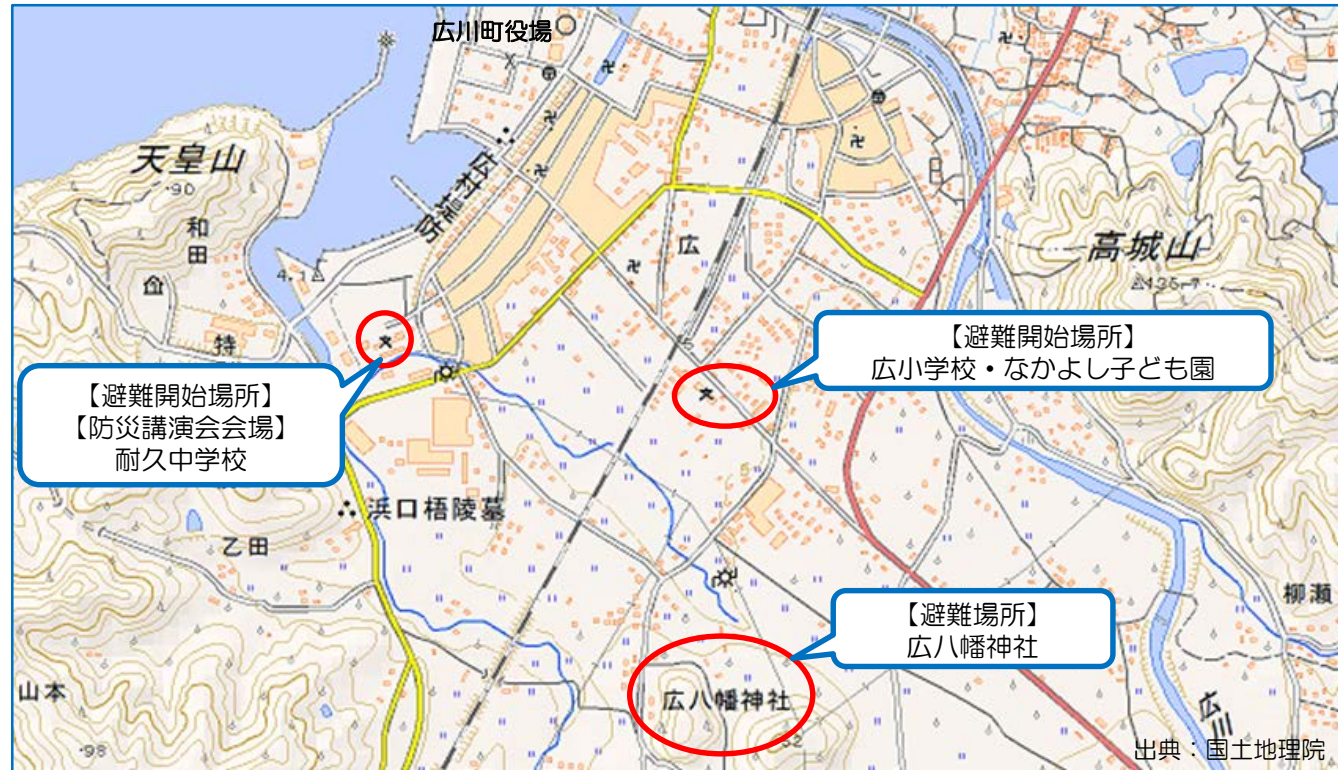 広川町役場
天皇山
・90
和田
広村堤防
4.1
広
高城山
【避難開始場所】
広小学校・なかよし子ども園
持
【避難開始場所】
【防災講演会会場】
耐久中学校
浜口梧陵墓
乙田
【避難場所】
広八幡神社
柳瀬
山本
広八幡神社
広川
・98
出典：国土地理院